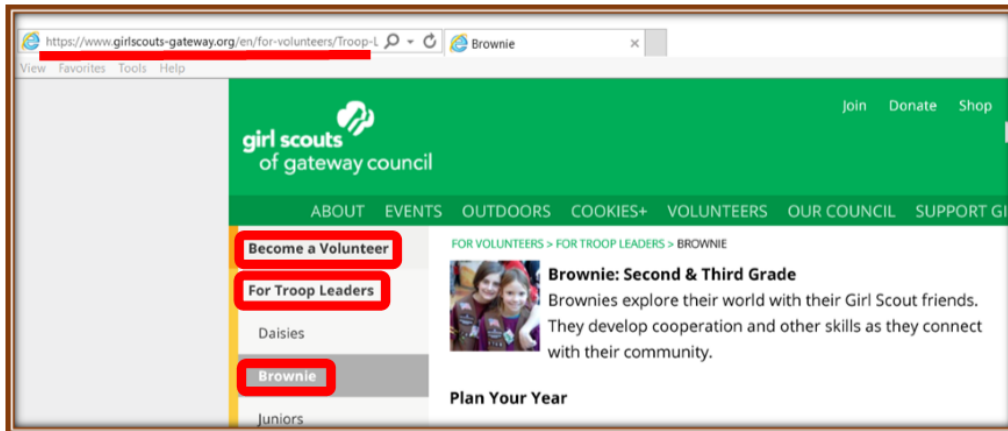 https://www.girlscouts-gateway.org/en/for-volunteers/Troop-L
Brownie
View Favorites Tools Help
Join Donate Shop
girl scouts
of gateway council
ABOUT EVENTS OUTDOORS COOKIES+ VOLUNTEERS OUR COUNCIL SUPPORT GI
Become a Volunteer
For Troop Leaders
Daisies
Brownie
Juniors
FOR VOLUNTEERS > FOR TROOP LEADERS > BROWNIE
Brownie: Second & Third Grade
Brownies explore their world with their Girl Scout friends.
They develop cooperation and other skills as they connect
with their community.
Plan Your Year